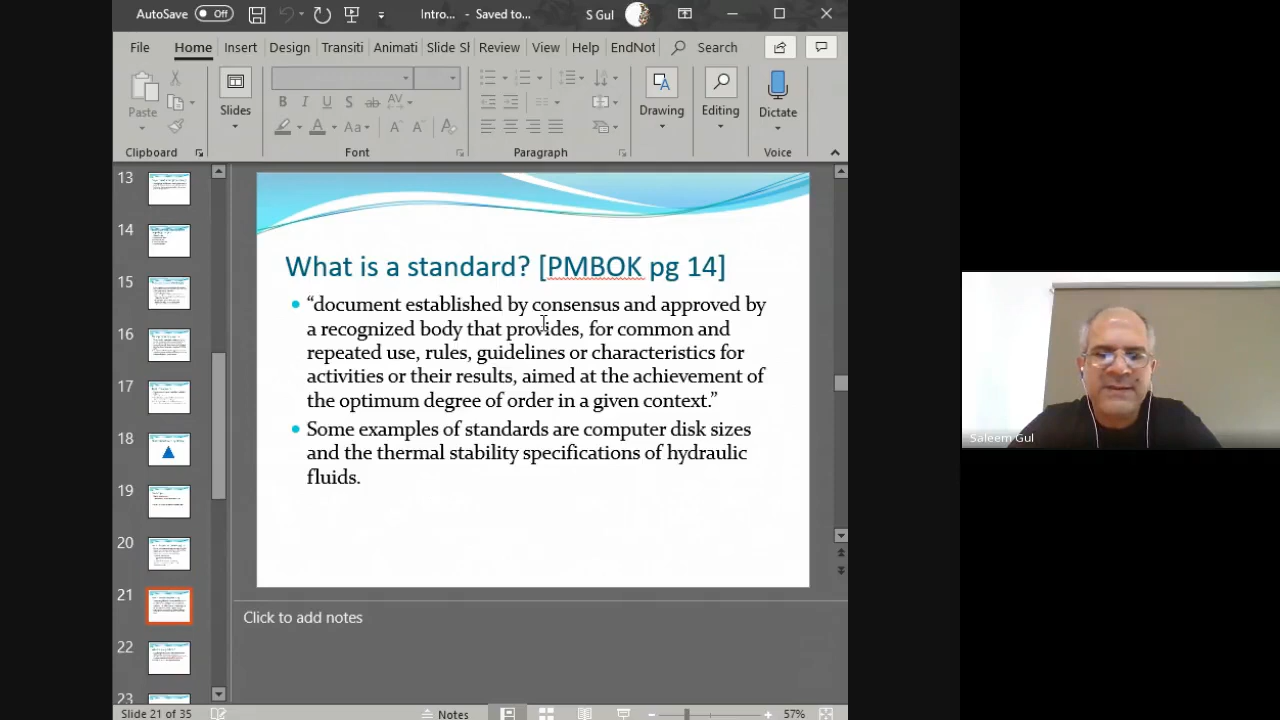 AutoSave Off Intro... - Saved to... S Gul
File Home Insert Design Transiti Animati Slide Sh Review View Help EndNot Search
Paste Slides Drawing Editing Dictate
B I U S ab AV
A Aa A A A
Clipboard Font Paragraph Voice
13
14
15
16
17
18
19
20
21
22
23
What is a standard? [PMBOK pg 14]
“document established by consensus and approved by
a recognized body that provides, for common and
repeated use, rules, guidelines or characteristics for
activities or their results, aimed at the achievement of
the optimum degree of order in a given context.”
Some examples of standards are computer disk sizes
and the thermal stability specifications of hydraulic
fluids.
Click to add notes
Slide 21 of 35 Notes 57%
Saleem Gul